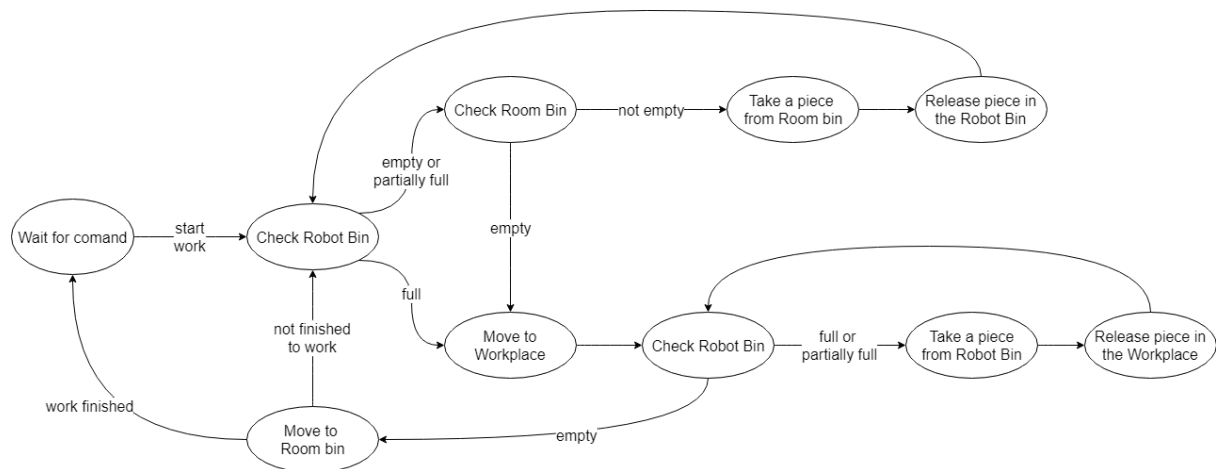 Check Room Bin
not empty
Take a piece
from Room bin
Release piece in
the Robot Bin
empty or
partially full
Wait for comand
start
work
Check Robot Bin
empty
full
not finished
to work
Move to
Workplace
Check Robot Bin
full or
partially full
Take a piece
from Robot Bin
Release piece in
the Workplace
work finished
Move to
Room bin
empty